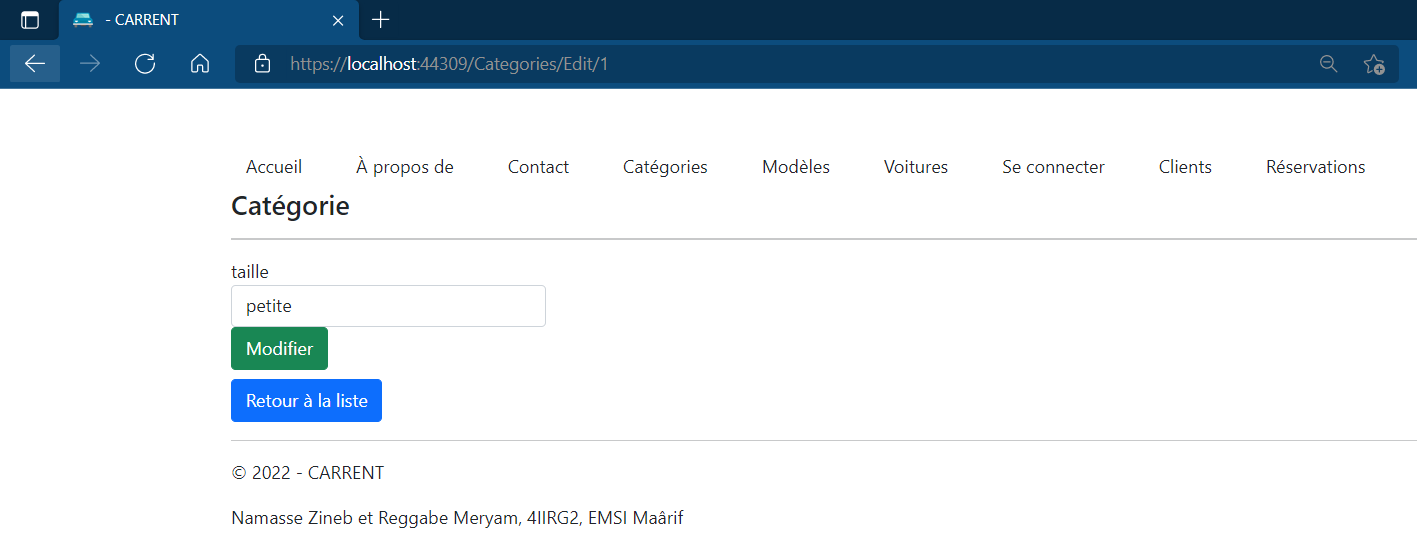 - CARRENT
https://localhost:44309/Categories/Edit/1
Accueil À propos de Contact Catégories Modèles Voitures Se connecter Clients Réservations
Catégorie
taille
petite
Modifier
Retour à la liste
© 2022 - CARRENT
Namasse Zineb et Reggabe Meryam, 4IIRG2, EMSI Maârif